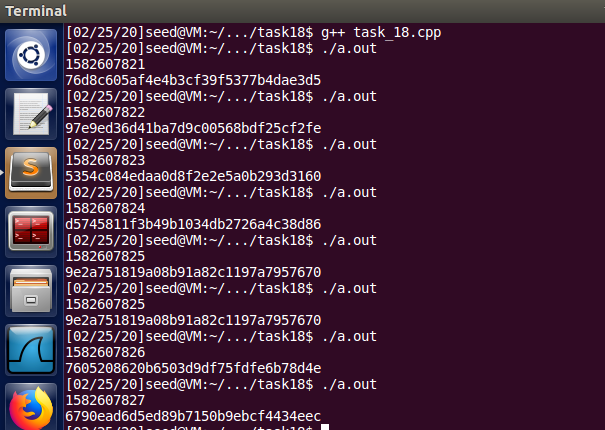 Terminal
[02/25/20]seed@VM:~/.../task18$ g++ task_18.cpp
[02/25/20]seed@VM:~/.../task18$ ./a.out
1582607821
76d8c605af4e4b3cf39f5377b4dae3d5
[02/25/20]seed@VM:~/.../task18$ ./a.out
1582607822
97e9ed36d41ba7d9c00568bdf25cf2fe
[02/25/20]seed@VM:~/.../task18$ ./a.out
1582607823
5354c084edaa0d8f2e2e5a0b293d3160
[02/25/20]seed@VM:~/.../task18$ ./a.out
1582607824
d5745811f3b49b1034db2726a4c38d86
[02/25/20]seed@VM:~/.../task18$ ./a.out
1582607825
9e2a751819a08b91a82c1197a7957670
[02/25/20]seed@VM:~/.../task18$ ./a.out
1582607825
9e2a751819a08b91a82c1197a7957670
[02/25/20]seed@VM:~/.../task18$ ./a.out
1582607826
7605208620b6503d9df75fdfe6b78d4e
[02/25/20]seed@VM:~/.../task18$ ./a.out
1582607827
6790ead6d5ed89b7150b9ebcf4434eec
[02/25/20]seed@VM:~/.../task18$